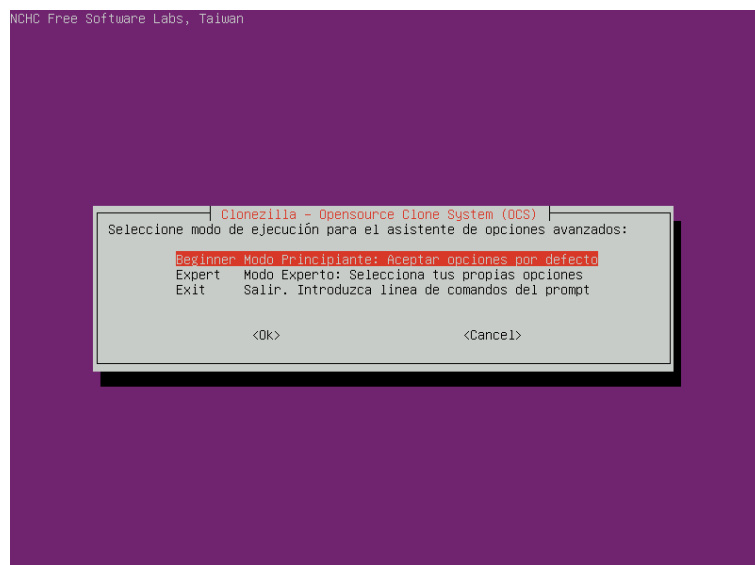 NCHC Free Software Labs, Taiwan
Clonezilla - Opensource Clone System (OCS)
Seleccione modo de ejecución para el asistente de opciones avanzados:
Beginner Modo Principiante: Aceptar opciones por defecto
Expert Modo Experto: Selecciona tus propias opciones
Exit Salir. Introduzca linea de comandos del prompt
<Ok> <Cancel>